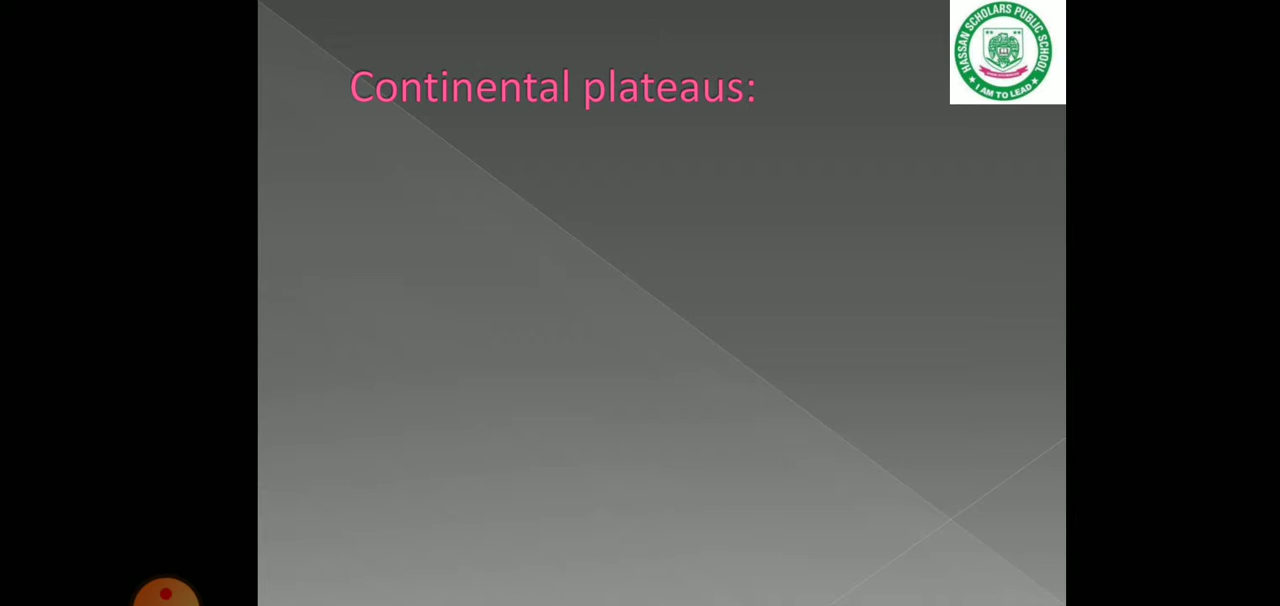 Continental plateaus:
HASSAN SCHOLARS PUBLIC SCHOOL
I AM TO LEAD